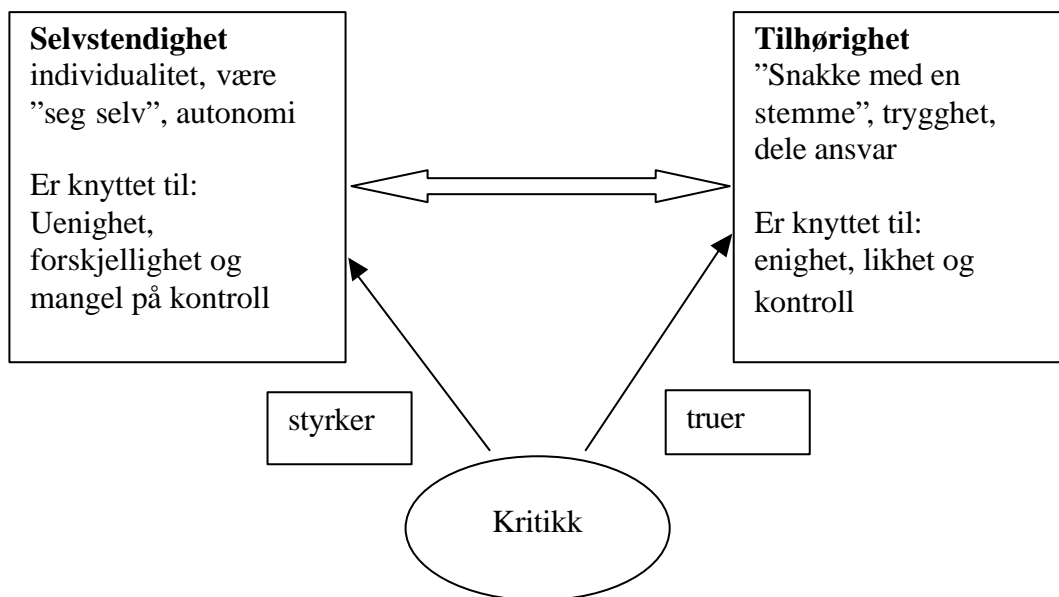 Selvstendighet
individualitet, være
”seg selv”, autonomi
Er knyttet til:
Uenighet,
forskjellighet og
mangel på kontroll
Tilhørighet
”Snakke med en
stemme”, trygghet,
dele ansvar
Er knyttet til:
enighet, likhet og
kontroll
styrker
truer
Kritikk